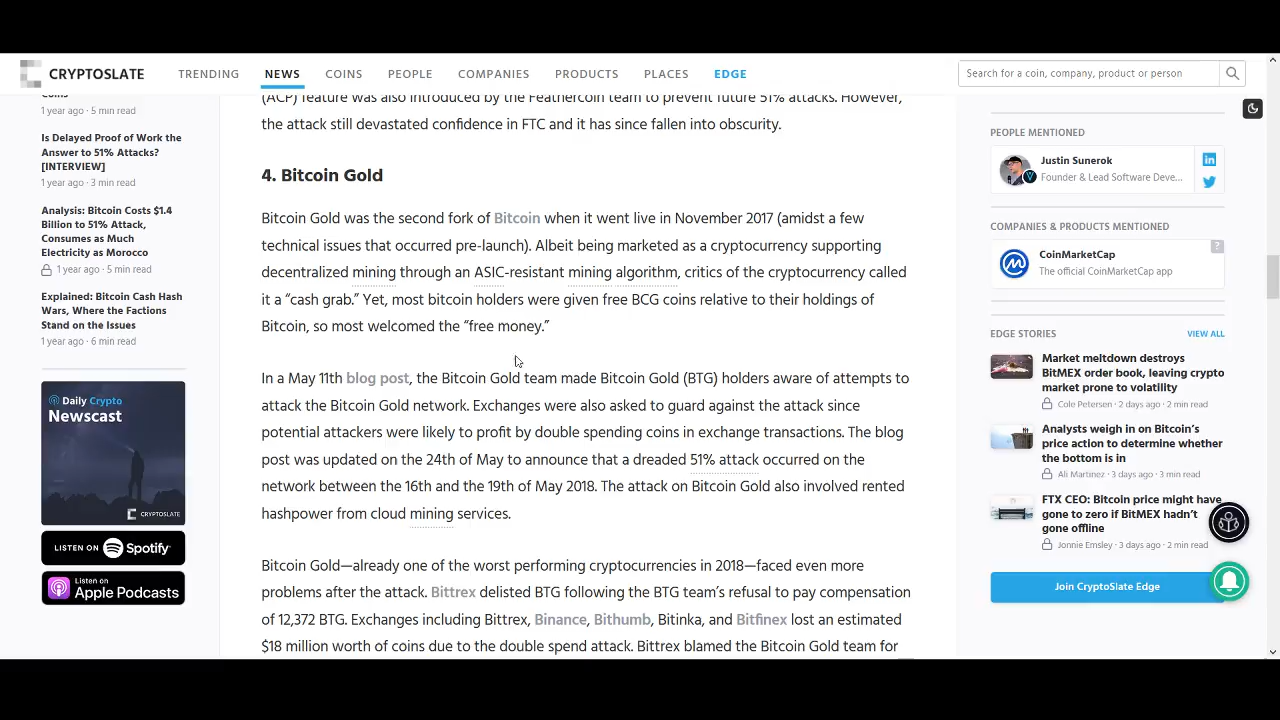 CRYPTOSLATE
TRENDING
NEWS
COINS
PEOPLE
COMPANIES
PRODUCTS
PLACES
EDGE
Search for a coin, company, product or person
Coins
1 year ago · 5 min read
Is Delayed Proof of Work the
Answer to 51% Attacks?
[INTERVIEW]
1 year ago · 3 min read
Analysis: Bitcoin Costs $1.4
Billion to 51% Attack,
Consumes as Much
Electricity as Morocco
1 year ago · 5 min read
Explained: Bitcoin Cash Hash
Wars, Where the Factions
Stand on the Issues
1 year ago · 6 min read
Daily Crypto
Newscast
CRYPTOSLATE
LISTEN ON Spotify
Listen on
Apple Podcasts
(ACP) feature was also introduced by the Feathercoin team to prevent future 51% attacks. However,
the attack still devastated confidence in FTC and it has since fallen into obscurity.
4. Bitcoin Gold
Bitcoin Gold was the second fork of Bitcoin when it went live in November 2017 (amidst a few
technical issues that occurred pre-launch). Albeit being marketed as a cryptocurrency supporting
decentralized mining through an ASIC-resistant mining algorithm, critics of the cryptocurrency called
it a “cash grab.” Yet, most bitcoin holders were given free BCG coins relative to their holdings of
Bitcoin, so most welcomed the “free money.”
In a May 11th blog post, the Bitcoin Gold team made Bitcoin Gold (BTG) holders aware of attempts to
attack the Bitcoin Gold network. Exchanges were also asked to guard against the attack since
potential attackers were likely to profit by double spending coins in exchange transactions. The blog
post was updated on the 24th of May to announce that a dreaded 51% attack occurred on the
network between the 16th and the 19th of May 2018. The attack on Bitcoin Gold also involved rented
hashpower from cloud mining services.
Bitcoin Gold—already one of the worst performing cryptocurrencies in 2018—faced even more
problems after the attack. Bittrex delisted BTG following the BTG team’s refusal to pay compensation
of 12,372 BTG. Exchanges including Bittrex, Binance, Bithumb, Bitinka, and Bitfinex lost an estimated
$18 million worth of coins due to the double spend attack. Bittrex blamed the Bitcoin Gold team for
PEOPLE MENTIONED
Justin Sunerok
Founder & Lead Software Deve...
COMPANIES & PRODUCTS MENTIONED
?
CoinMarketCap
The official CoinMarketCap app
EDGE STORIES
VIEW ALL
Market meltdown destroys
BitMEX order book, leaving crypto
market prone to volatility
Cole Petersen · 2 days ago · 2 min read
Analysts weigh in on Bitcoin’s
price action to determine whether
the bottom is in
Ali Martinez · 3 days ago · 3 min read
FTX CEO: Bitcoin price might have
gone to zero if BitMEX hadn’t
gone offline
Jonnie Emsley · 3 days ago · 2 min read
Join CryptoSlate Edge